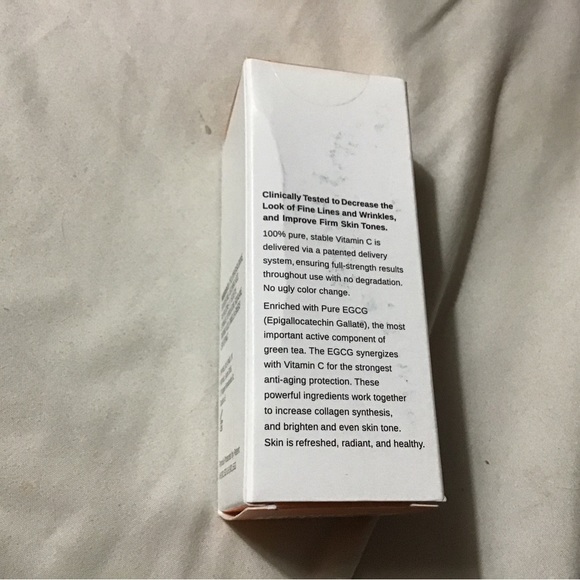 Clinically Tested to Decrease the
Look of Fine Lines and Wrinkles,
and Improve Firm Skin Tones.
100% pure, stable Vitamin C is
delivered via a patented delivery
system, ensuring full-strength results
throughout use with no degradation.
No ugly color change.
Enriched with Pure EGCG
(Epigallocatechin Gallate), the most
important active component of
green tea. The EGCG synergizes
with Vitamin C for the strongest
anti-aging protection. These
powerful ingredients work together
to increase collagen synthesis,
and brighten and even skin tone.
Skin is refreshed, radiant, and healthy.